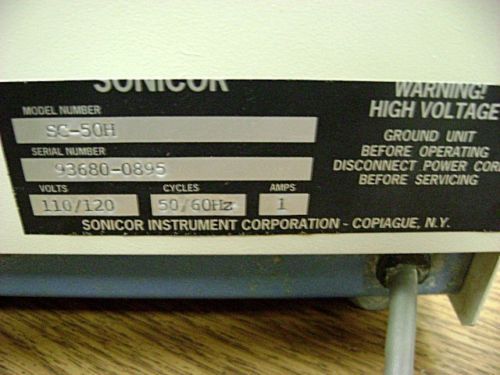 SONICOR
MODEL NUMBER
SC-50H
SERIAL NUMBER
93680-0895
VOLTS CYCLES AMPS
110/120 50/60Hz 1
SONICOR INSTRUMENT CORPORATION - COPIAGUE, N.Y.
WARNING!
HIGH VOLTAGE
GROUND UNIT
BEFORE OPERATING
DISCONNECT POWER COR
BEFORE SERVICING